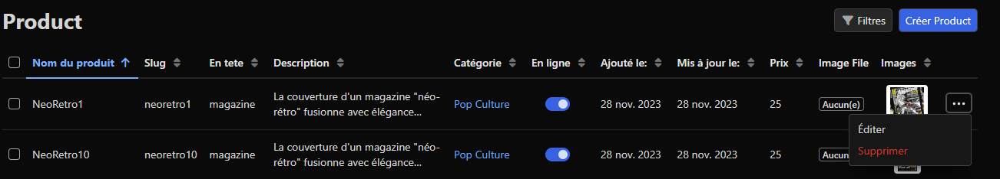 Product
Filtres
Créer Product
Nom du produit Slug En tete Description Catégorie En ligne Ajouté le: Mis à jour le: Prix Image File Images
NeoRetro1 neoretro1 magazine La couverture d'un magazine "néo-
rétro" fusionne avec élégance... Pop Culture 28 nov. 2023 28 nov. 2023 25 Aucun(e)
Éditer
Supprimer
NeoRetro10 neoretro10 magazine La couverture d'un magazine "néo-
rétro" fusionne avec élégance... Pop Culture 28 nov. 2023 28 nov. 2023 25 Aucun